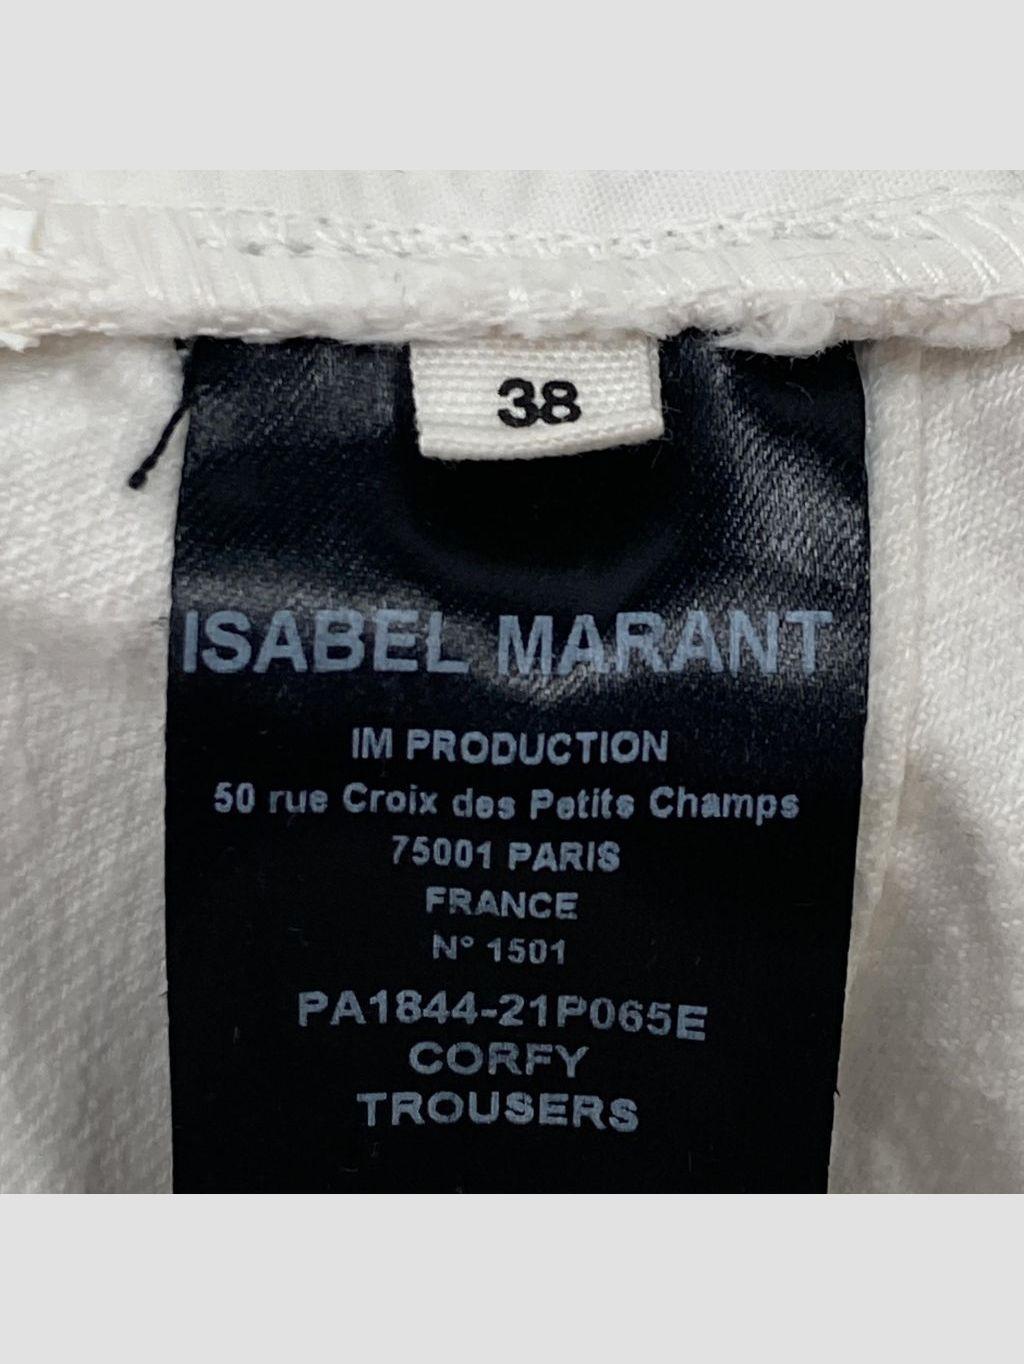 38
ISABEL MARANT
IM PRODUCTION
50 rue Croix des Petits Champs
75001 PARIS
FRANCE
N° 1501
PA1844-21P065E
CORFY
TROUSERS